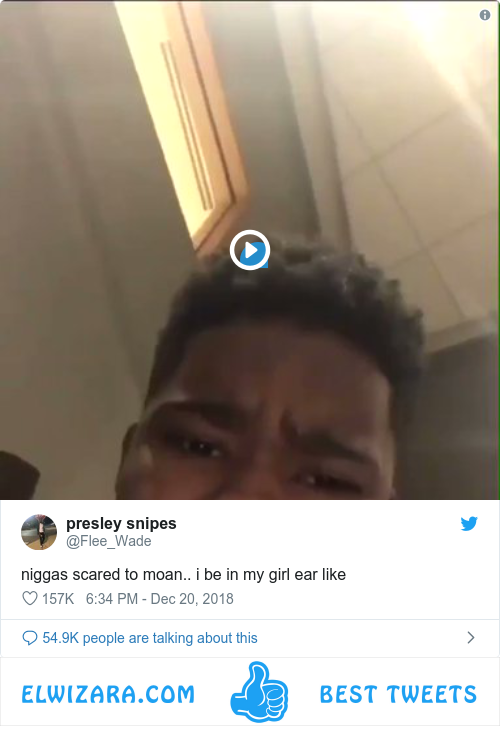 presley snipes
@Flee_Wade
niggas scared to moan.. i be in my girl ear like
157K 6:34 PM - Dec 20, 2018
54.9K people are talking about this
ELWIZARA.COM BEST TWEETS